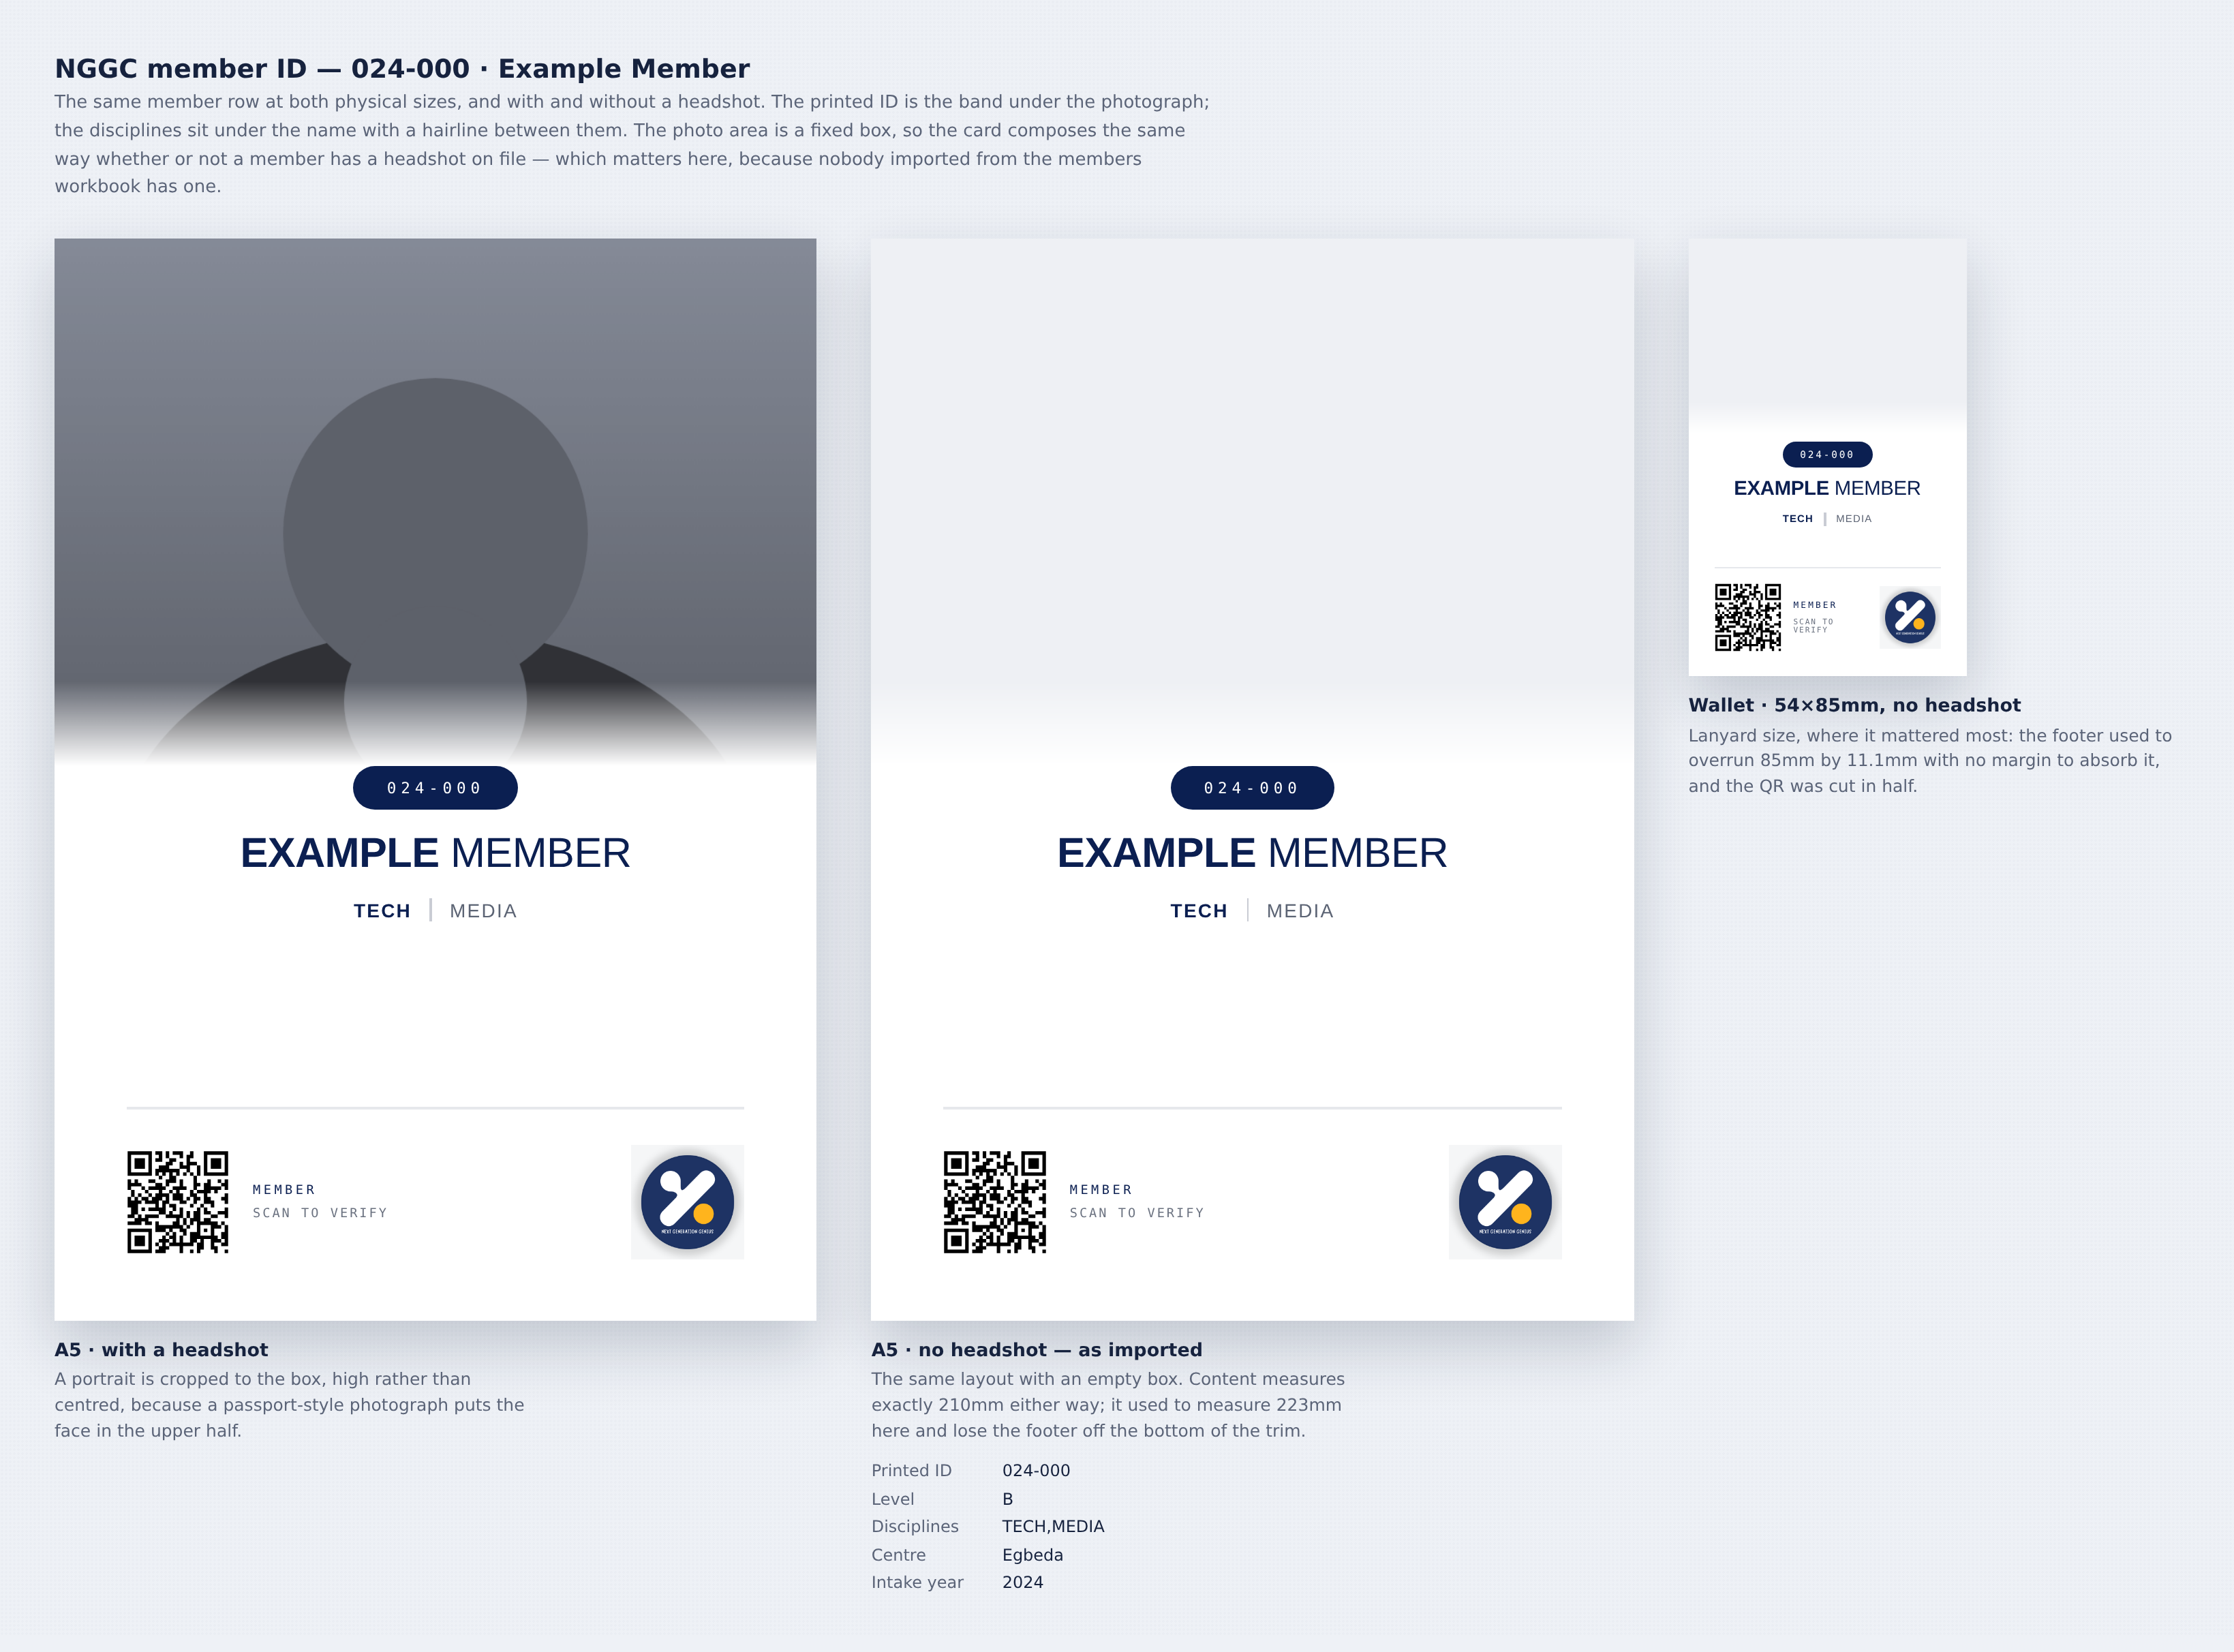 NGGC member ID — 024-000 · Example Member
The same member row at both physical sizes, and with and without a headshot. The printed ID is the band under the photograph;
the disciplines sit under the name with a hairline between them. The photo area is a fixed box, so the card composes the same
way whether or not a member has a headshot on file — which matters here, because nobody imported from the members
workbook has one.
024-000
EXAMPLE MEMBER
TECH MEDIA
MEMBER
SCAN TO VERIFY
NEXT GENERATION GENIUS
A5 · with a headshot
A portrait is cropped to the box, high rather than
centred, because a passport-style photograph puts the
face in the upper half.
024-000
EXAMPLE MEMBER
TECH MEDIA
MEMBER
SCAN TO VERIFY
NEXT GENERATION GENIUS
A5 · no headshot — as imported
The same layout with an empty box. Content measures
exactly 210mm either way; it used to measure 223mm
here and lose the footer off the bottom of the trim.
Printed ID 024-000
Level B
Disciplines TECH,MEDIA
Centre Egbeda
Intake year 2024
024-000
EXAMPLE MEMBER
TECH MEDIA
MEMBER
SCAN TO
VERIFY
Wallet · 54×85mm, no headshot
Lanyard size, where it mattered most: the footer used to
overrun 85mm by 11.1mm with no margin to absorb it,
and the QR was cut in half.